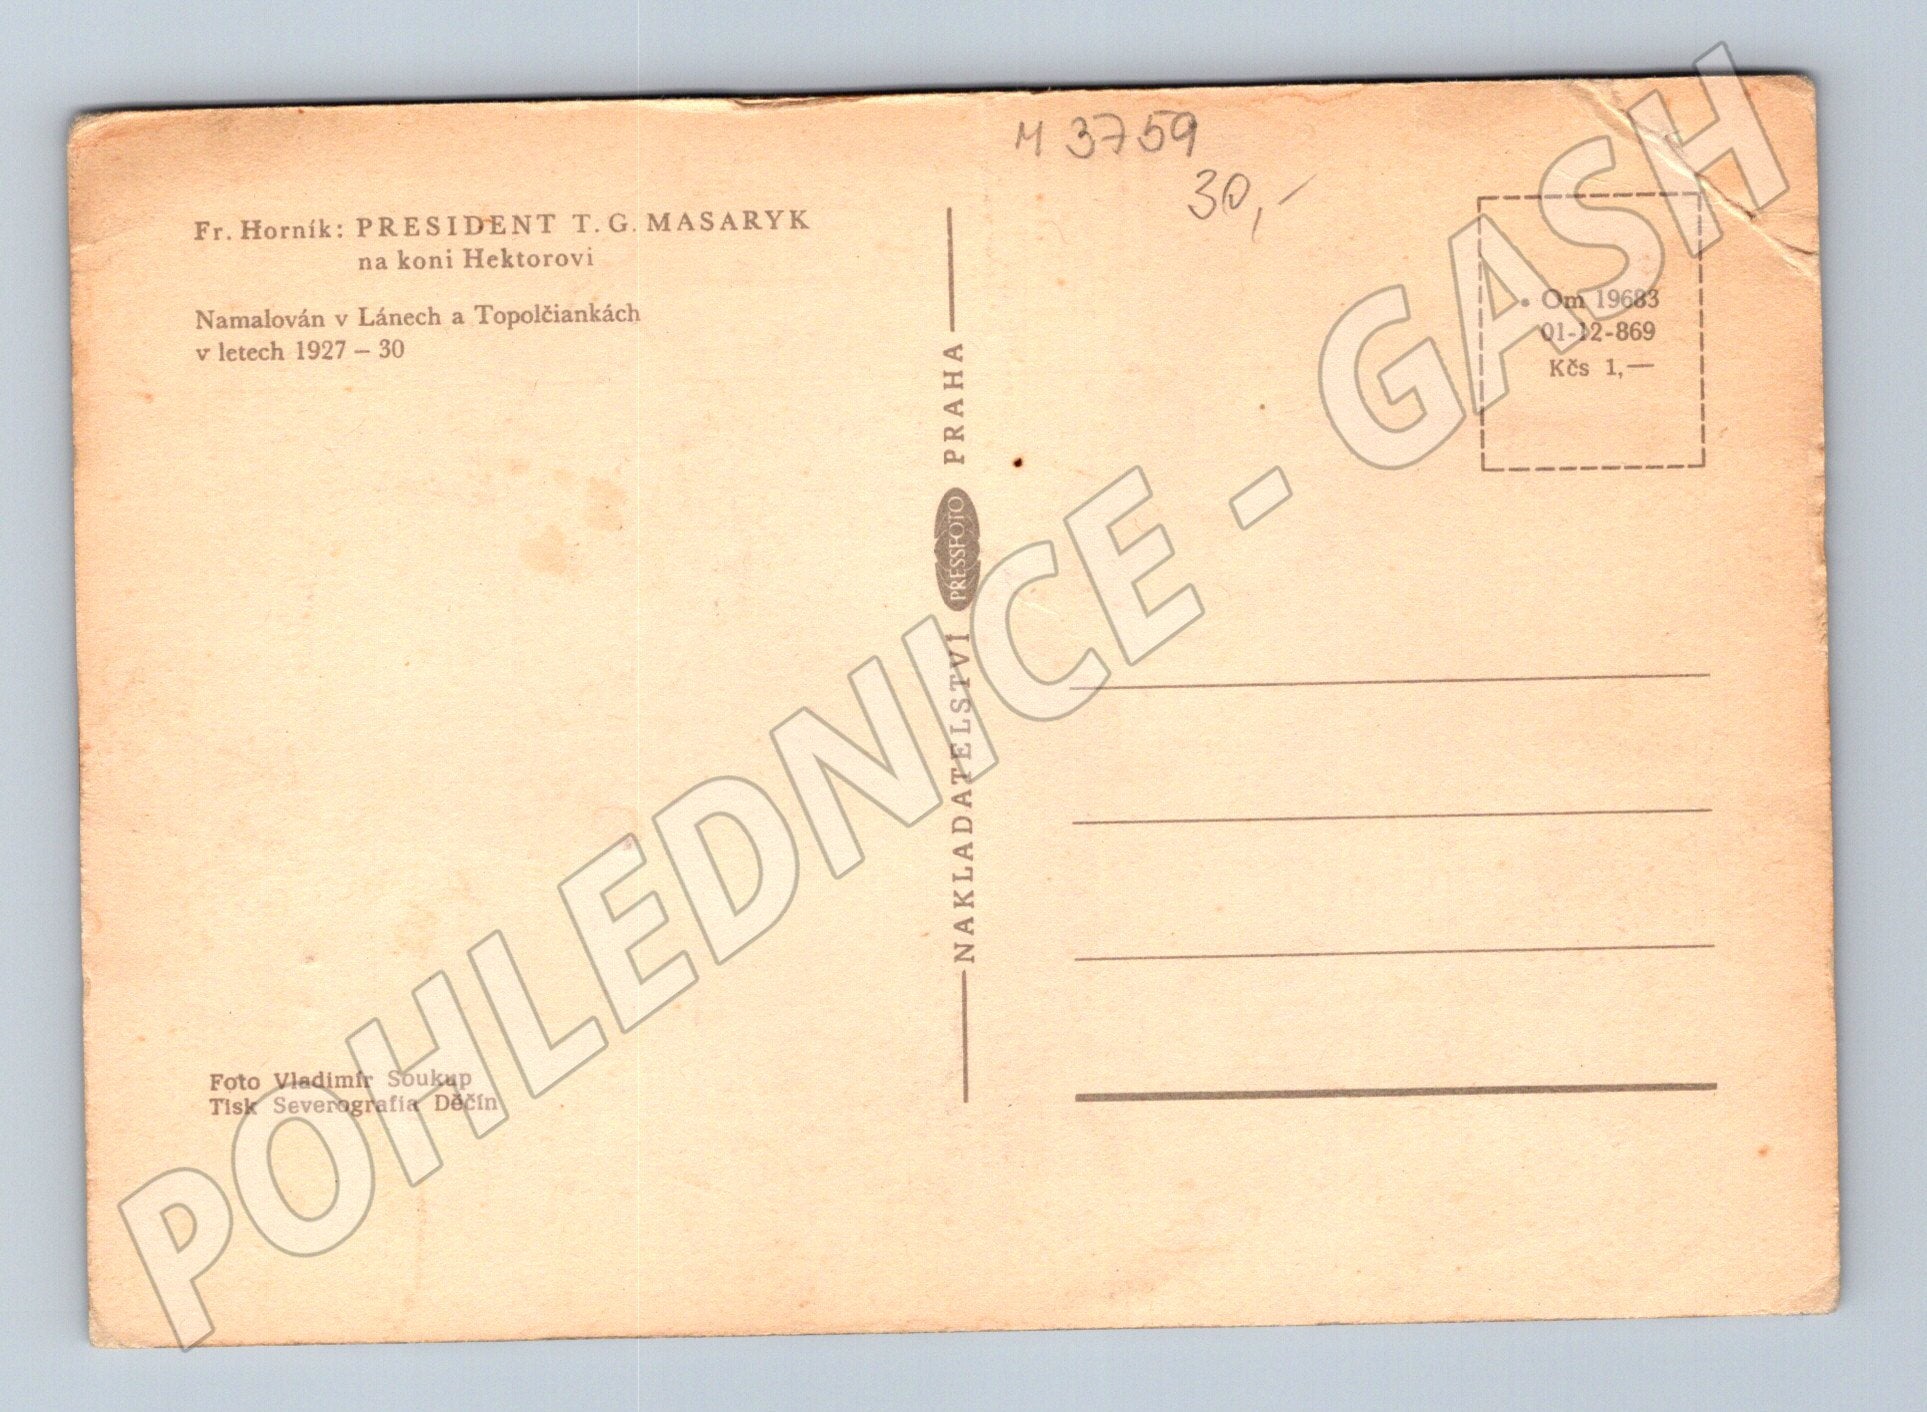 M 3759
30,-
Fr. Horník: PRESIDENT T. G. MASARYK
na koni Hektorovi
Namalován v Lánech a Topolčiankách
v letech 1927 – 30
• Om 19683
01-12-869
Kčs 1,—
NAKLADATELSTVÍ PRESSFOTO PRAHA
Foto Vladimír Soukup
Tisk Severografia Děčín
POHLEDNICE - GASH